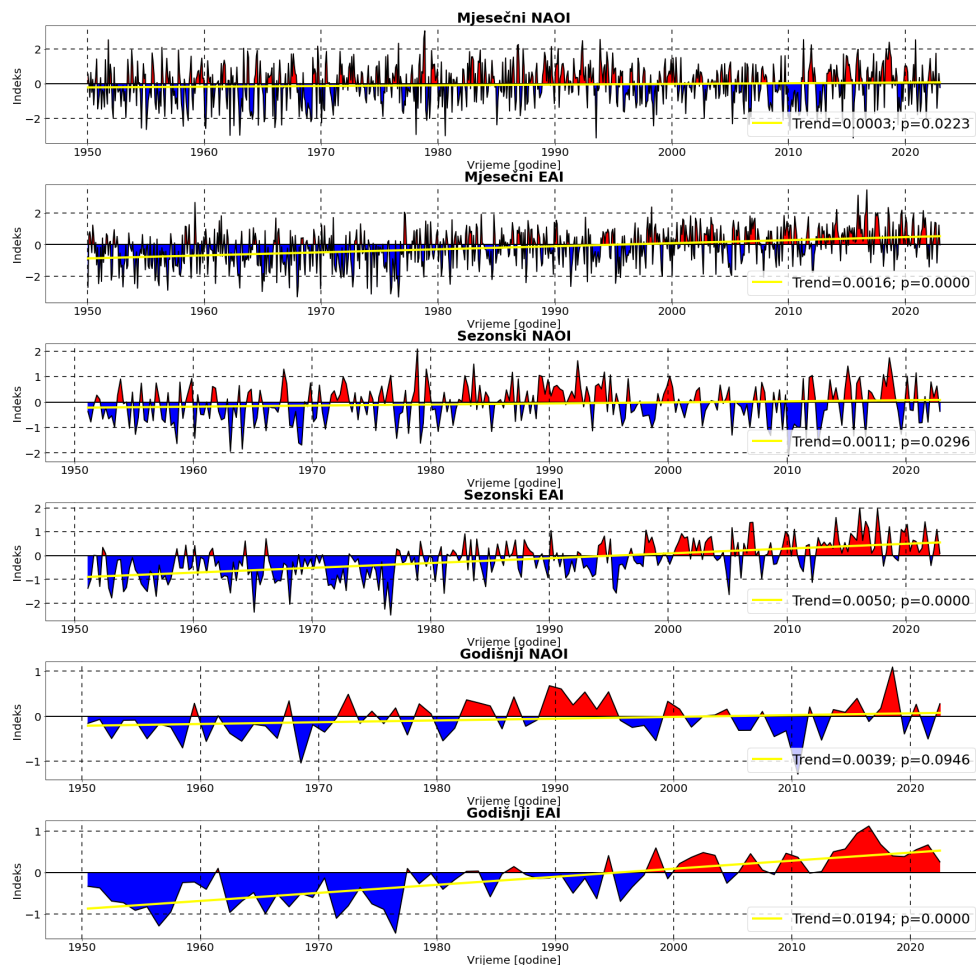 Mjesečni NAOI
Indeks
2
0
−2
Trend=0.0003; p=0.0223
1950 1960 1970 1980 1990 2000 2010 2020
Vrijeme [godine]
Mjesečni EAI
Indeks
2
0
−2
Trend=0.0016; p=0.0000
1950 1960 1970 1980 1990 2000 2010 2020
Vrijeme [godine]
Sezonski NAOI
Indeks
2
1
0
−1
−2
Trend=0.0011; p=0.0296
1950 1960 1970 1980 1990 2000 2010 2020
Vrijeme [godine]
Sezonski EAI
Indeks
2
1
0
−1
−2
Trend=0.0050; p=0.0000
1950 1960 1970 1980 1990 2000 2010 2020
Vrijeme [godine]
Godišnji NAOI
Indeks
1
0
−1
Trend=0.0039; p=0.0946
1950 1960 1970 1980 1990 2000 2010 2020
Vrijeme [godine]
Godišnji EAI
Indeks
1
0
−1
Trend=0.0194; p=0.0000
1950 1960 1970 1980 1990 2000 2010 2020
Vrijeme [godine]